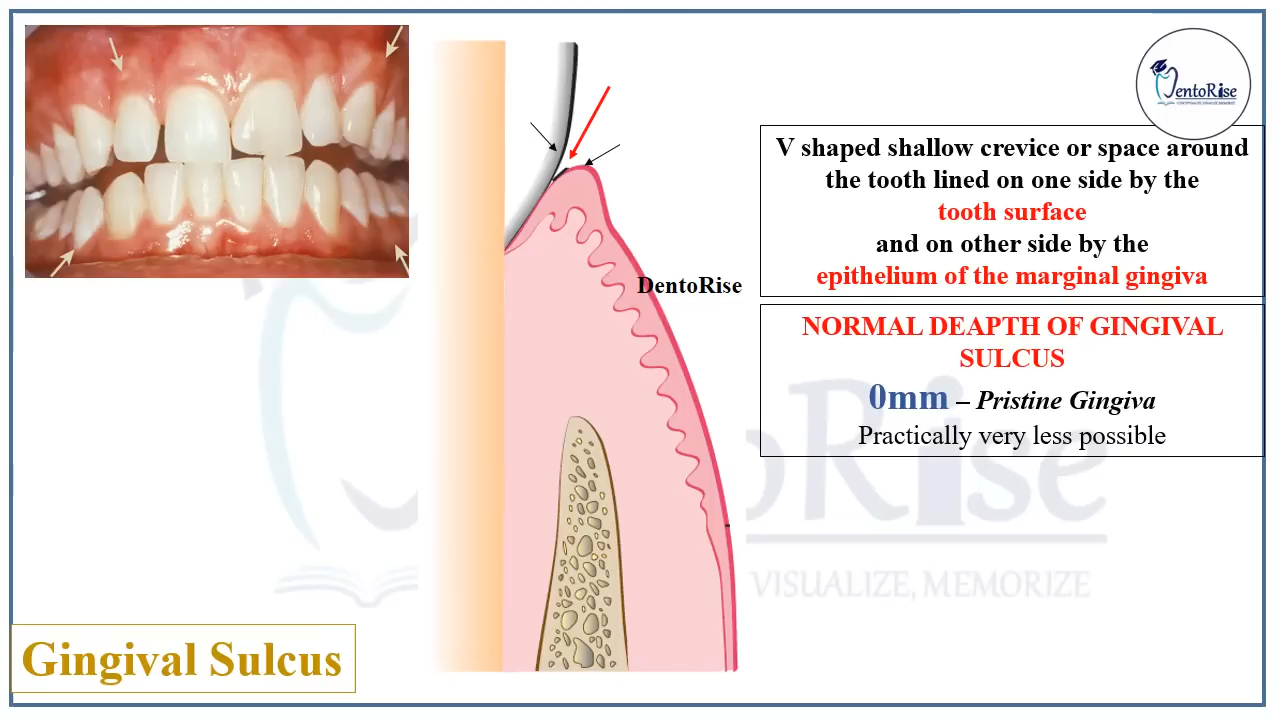 DentoRise
V shaped shallow crevice or space around
the tooth lined on one side by the
tooth surface
and on other side by the
epithelium of the marginal gingiva
NORMAL DEAPTH OF GINGIVAL
SULCUS
0mm – Pristine Gingiva
Practically very less possible
DentoRise
VISUALIZE, MEMORIZE
Gingival Sulcus